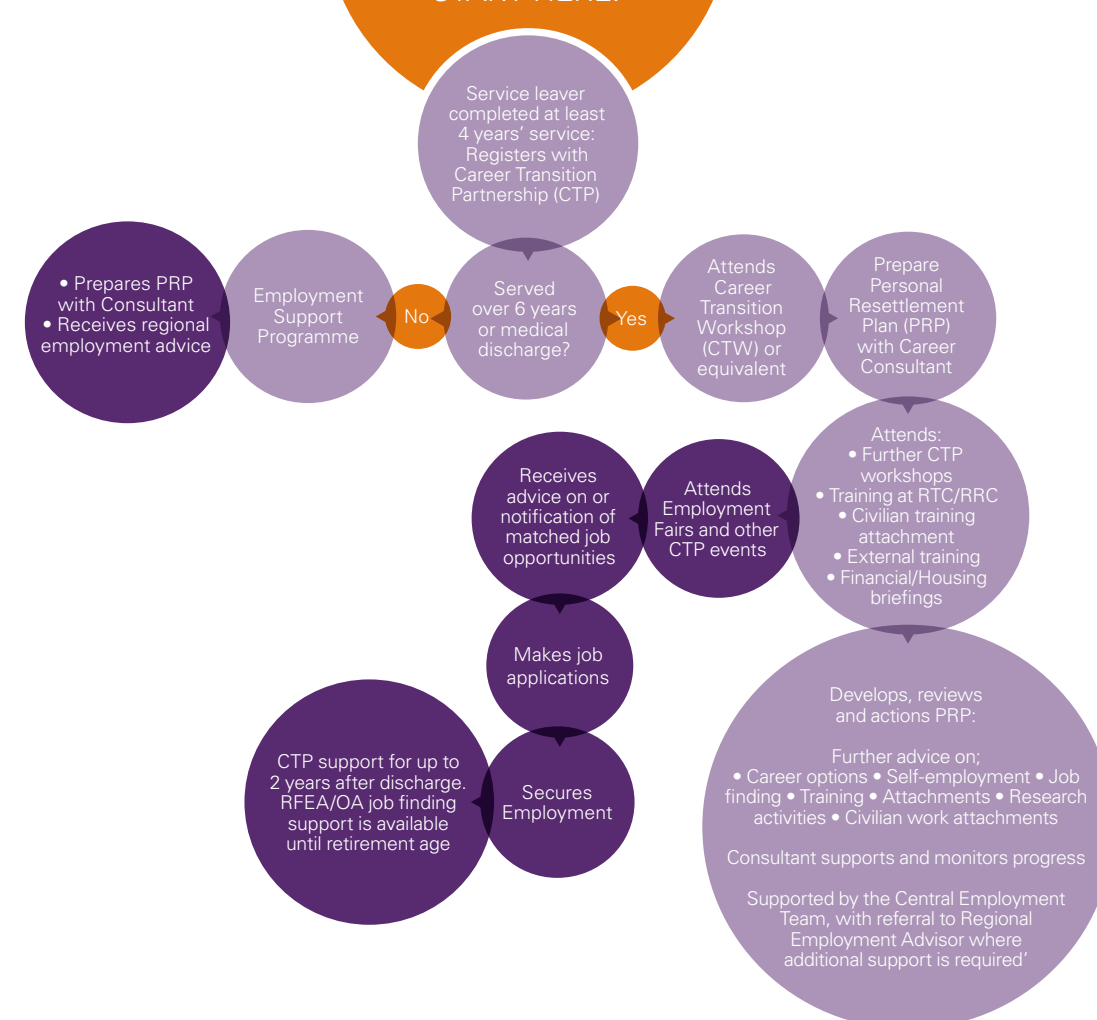 Service leaver
completed at least
4 years’ service:
Registers with
Career Transition
Partnership (CTP)
• Prepares PRP
with Consultant
• Receives regional
employment advice
Employment
Support
Programme
No
Served
over 6 years
or medical
discharge?
Yes
Attends
Career
Transition
Workshop
(CTW) or
equivalent
Prepare
Personal
Resettlement
Plan (PRP)
with Career
Consultant
Attends:
• Further CTP
workshops
• Training at RTC/RRC
• Civilian training
attachment
• External training
• Financial/Housing
briefings
Attends
Employment
Fairs and other
CTP events
Receives
advice on or
notification of
matched job
opportunities
Makes job
applications
Secures
Employment
CTP support for up to
2 years after discharge.
RFEA/OA job finding
support is available
until retirement age
Develops, reviews
and actions PRP:
Further advice on;
• Career options • Self-employment • Job
finding • Training • Attachments • Research
activities • Civilian work attachments
Consultant supports and monitors progress
Supported by the Central Employment
Team, with referral to Regional
Employment Advisor where
additional support is required’